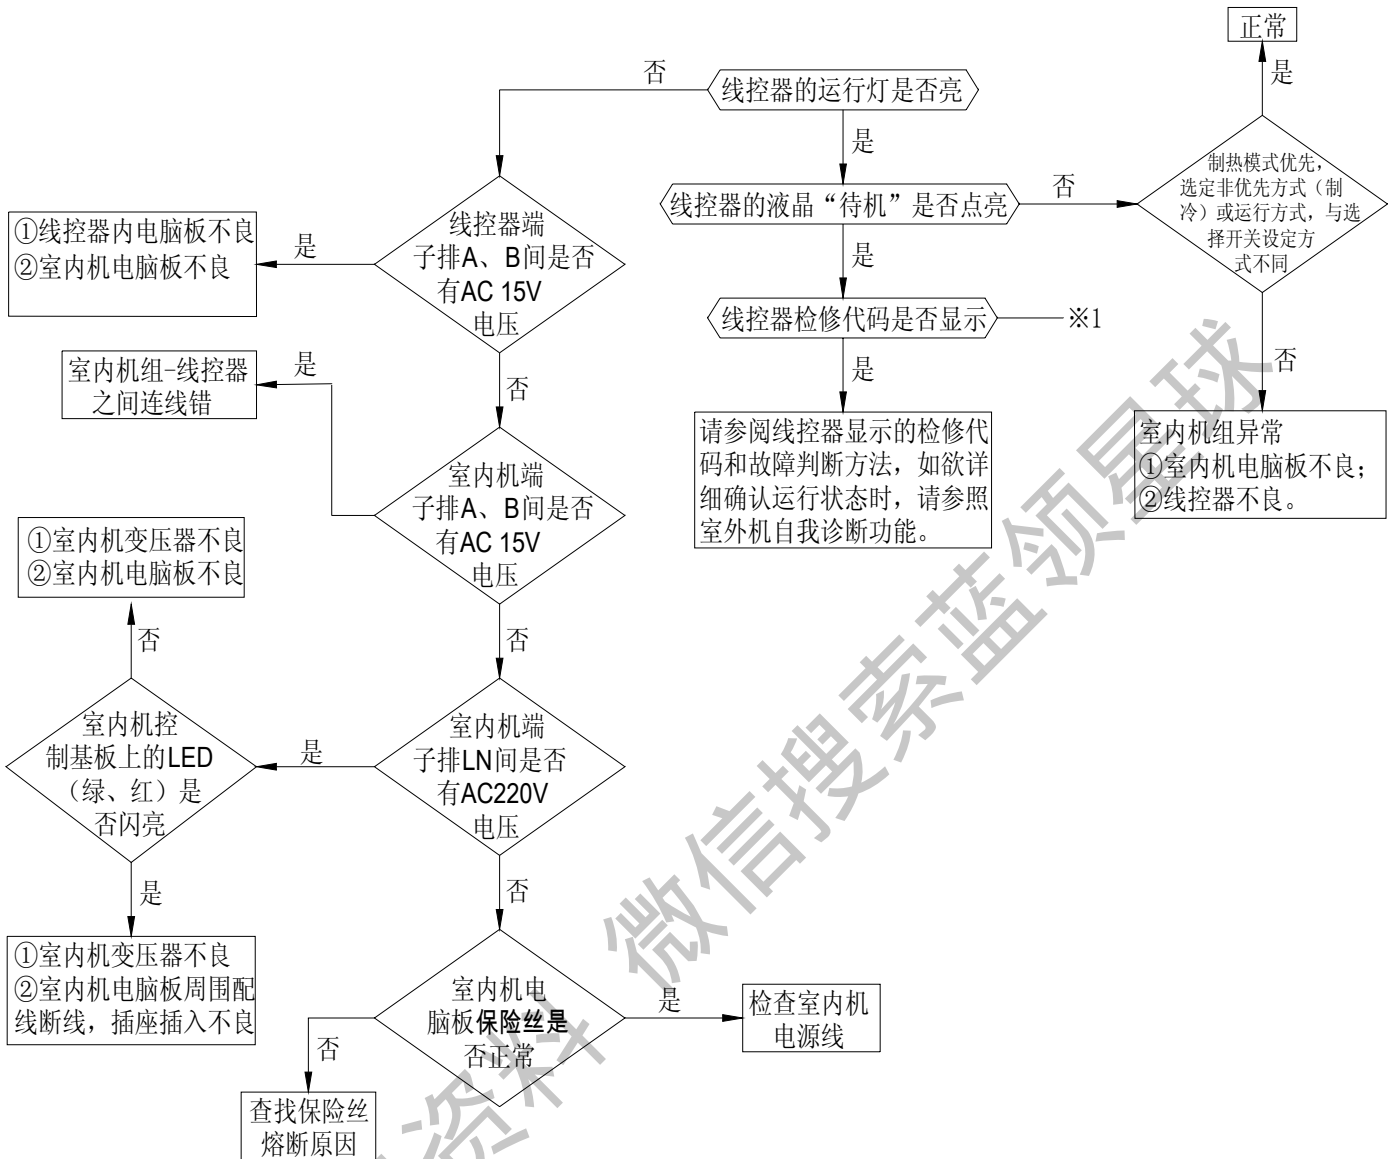 正常
否
线控器的运行灯是否亮
是
是
制热模式优先，
选定非优先方式（制
冷）或运行方式，与选
择开关设定方
式不同
否
线控器的液晶“待机”是否点亮
①线控器内电脑板不良
②室内机电脑板不良
是
线控器端
子排A、B间是否
有AC 15V
电压
是
线控器检修代码是否显示
※1
否
室内机组-线控器
之间连线错
是
否
是
请参阅线控器显示的检修代
码和故障判断方法，如欲详
细确认运行状态时，请参照
室外机自我诊断功能。
室内机组异常
①室内机电脑板不良；
②线控器不良。
室内机端
子排A、B间是否
有AC 15V
电压
①室内机变压器不良
②室内机电脑板不良
否
否
室内机控
制基板上的LED
（绿、红）是
否闪亮
是
室内机端
子排LN间是否
有AC220V
电压
是
否
①室内机变压器不良
②室内机电脑板周围配
线断线，插座插入不良
室内机电
脑板保险丝是
否正常
是
检查室内机
电源线
否
查找保险丝
熔断原因
资料 微信搜索蓝领星球